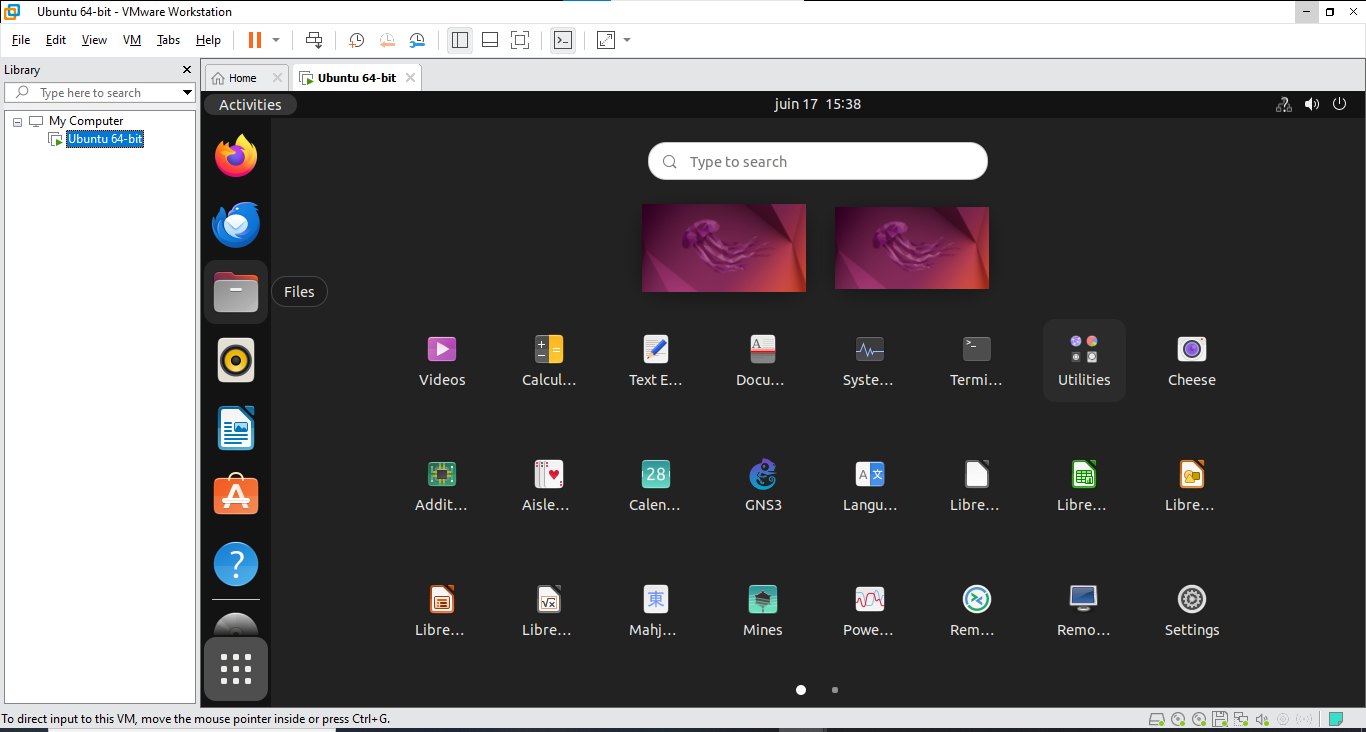 Ubuntu 64-bit - VMware Workstation
File Edit View VM Tabs Help
Library
Type here to search
My Computer
Ubuntu 64-bit
Home
Ubuntu 64-bit
Activities
juin 17 15:38
Type to search
Files
Videos
Calcul...
Text E...
Docu...
Syste...
Termi...
Utilities
Cheese
Addit...
Aisle...
28
Calen...
GNS3
Langu...
Libre...
Libre...
Libre...
Libre...
Libre...
東
Mahj...
Mines
Powe...
Rem...
Remo...
Settings
To direct input to this VM, move the mouse pointer inside or press Ctrl+G.